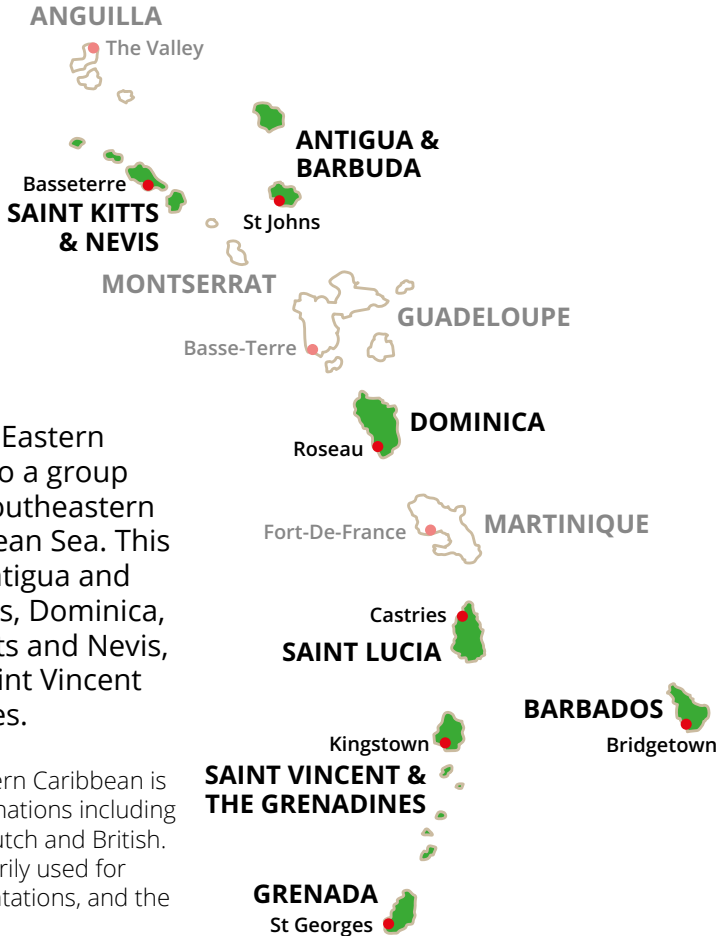 ANGUILLA
The Valley
ANTIGUA &
BARBUDA
Basseterre
SAINT KITTS
& NEVIS
St Johns
MONTSERRAT
GUADELOUPE
Basse-Terre
DOMINICA
Roseau
Eastern
o a group
outheastern
ean Sea. This
ntigua and
s, Dominica,
ts and Nevis,
int Vincent
es.
Fort-De-France
MARTINIQUE
Castries
SAINT LUCIA
BARBADOS
Bridgetown
Kingstown
SAINT VINCENT &
THE GRENADINES
ern Caribbean is
nations including
utch and British.
rily used for
ntations, and the
GRENADA
St Georges